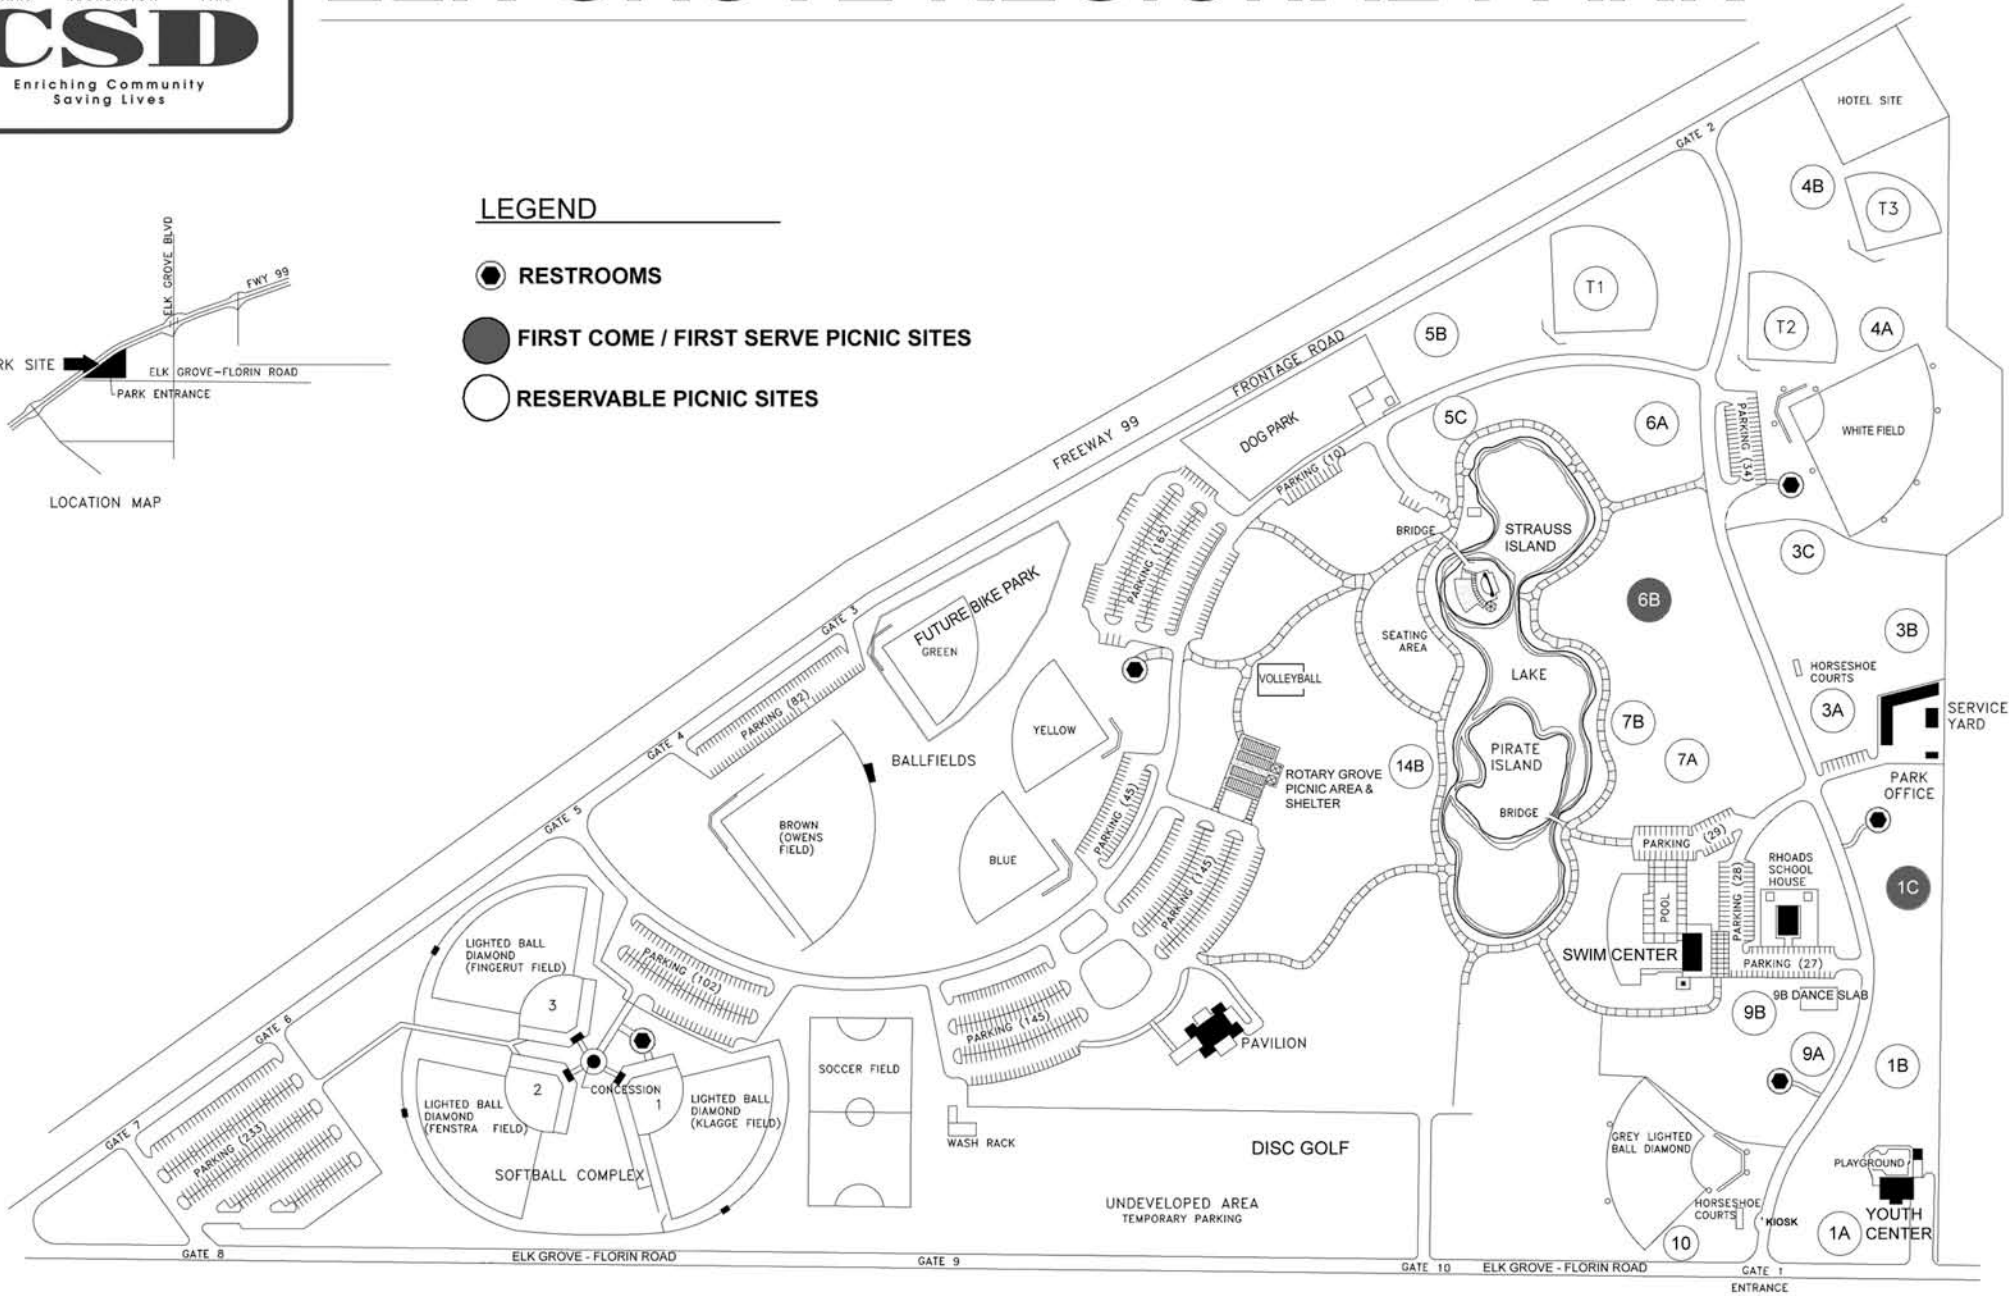 CSD
Enriching Community
Saving Lives
ELK GROVE BLVD
FWY 99
SITE
ELK GROVE-FLORIN ROAD
PARK ENTRANCE
LOCATION MAP
LEGEND
RESTROOMS
FIRST COME / FIRST SERVE PICNIC SITES
RESERVABLE PICNIC SITES
HOTEL SITE
GATE 2
4B
T3
T1
T2
4A
5B
FRONTAGE ROAD
FREEWAY 99
DOG PARK
PARKING (10)
5C
6A
PARKING (34)
WHITE FIELD
BRIDGE
STRAUSS
ISLAND
3C
PARKING (162)
6B
3B
SEATING
AREA
LAKE
HORSESHOE
COURTS
3A
SERVICE
YARD
GATE 3
FUTURE BIKE PARK
GREEN
VOLLEYBALL
PARKING (82)
GATE 4
YELLOW
BALLFIELDS
7B
7A
14B
PIRATE
ISLAND
ROTARY GROVE
PICNIC AREA &
SHELTER
BRIDGE
PARK
OFFICE
GATE 5
BROWN
(OWENS
FIELD)
PARKING (45)
BLUE
PARKING (145)
PARKING (29)
RHOADS
SCHOOL
HOUSE
PARKING (28)
POOL
1C
LIGHTED BALL
DIAMOND
(FINGERUT FIELD)
PARKING (102)
SWIM CENTER
PARKING (27)
9B DANCE SLAB
9B
3
GATE 6
PARKING (145)
PAVILION
9A
1B
SOCCER FIELD
2
CONCESSION
1
LIGHTED BALL
DIAMOND
(FENSTRA FIELD)
LIGHTED BALL
DIAMOND
(KLAGGE FIELD)
GATE 7
PARKING (233)
WASH RACK
DISC GOLF
GREY LIGHTED
BALL DIAMOND
PLAYGROUND
SOFTBALL COMPLEX
UNDEVELOPED AREA
TEMPORARY PARKING
HORSESHOE
COURTS
KIOSK
YOUTH
CENTER
1A
10
GATE 8
ELK GROVE - FLORIN ROAD
GATE 9
GATE 10
ELK GROVE - FLORIN ROAD
GATE 1
ENTRANCE